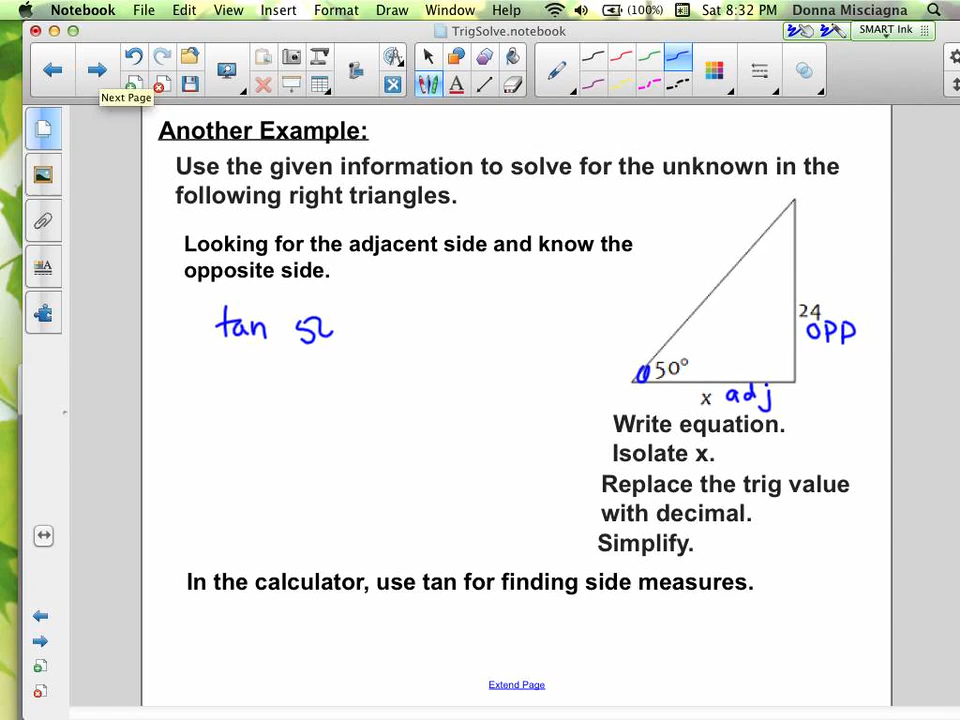 Notebook File Edit View Insert Format Draw Window Help (100%) Sat 8:32 PM Donna Misciagna
TrigSolve.notebook
SMART Ink
Next Page
Another Example:
Use the given information to solve for the unknown in the
following right triangles.
Looking for the adjacent side and know the
opposite side.
tan
24
opp
50°
x adj
Write equation.
Isolate x.
Replace the trig value
with decimal.
Simplify.
In the calculator, use tan for finding side measures.
Extend Page